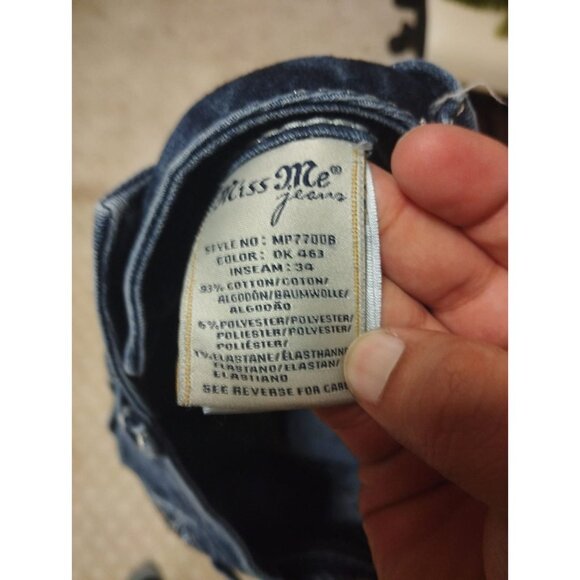 Miss Me®
jeans
STYLE NO: MP7700B
COLOR: DK 463
INSEAM: 34
93% COTTON/COTON/
ALGODÓN/BAUMWOLLE/
ALGODÃO
6% POLYESTER/POLYESTER/
POLIÉSTER/POLYESTER/
POLIÉSTER/
1% ELASTANE/ÉLASTHANNE
ELASTANO/ELASTAN/
ELASTIANO
SEE REVERSE FOR CARE